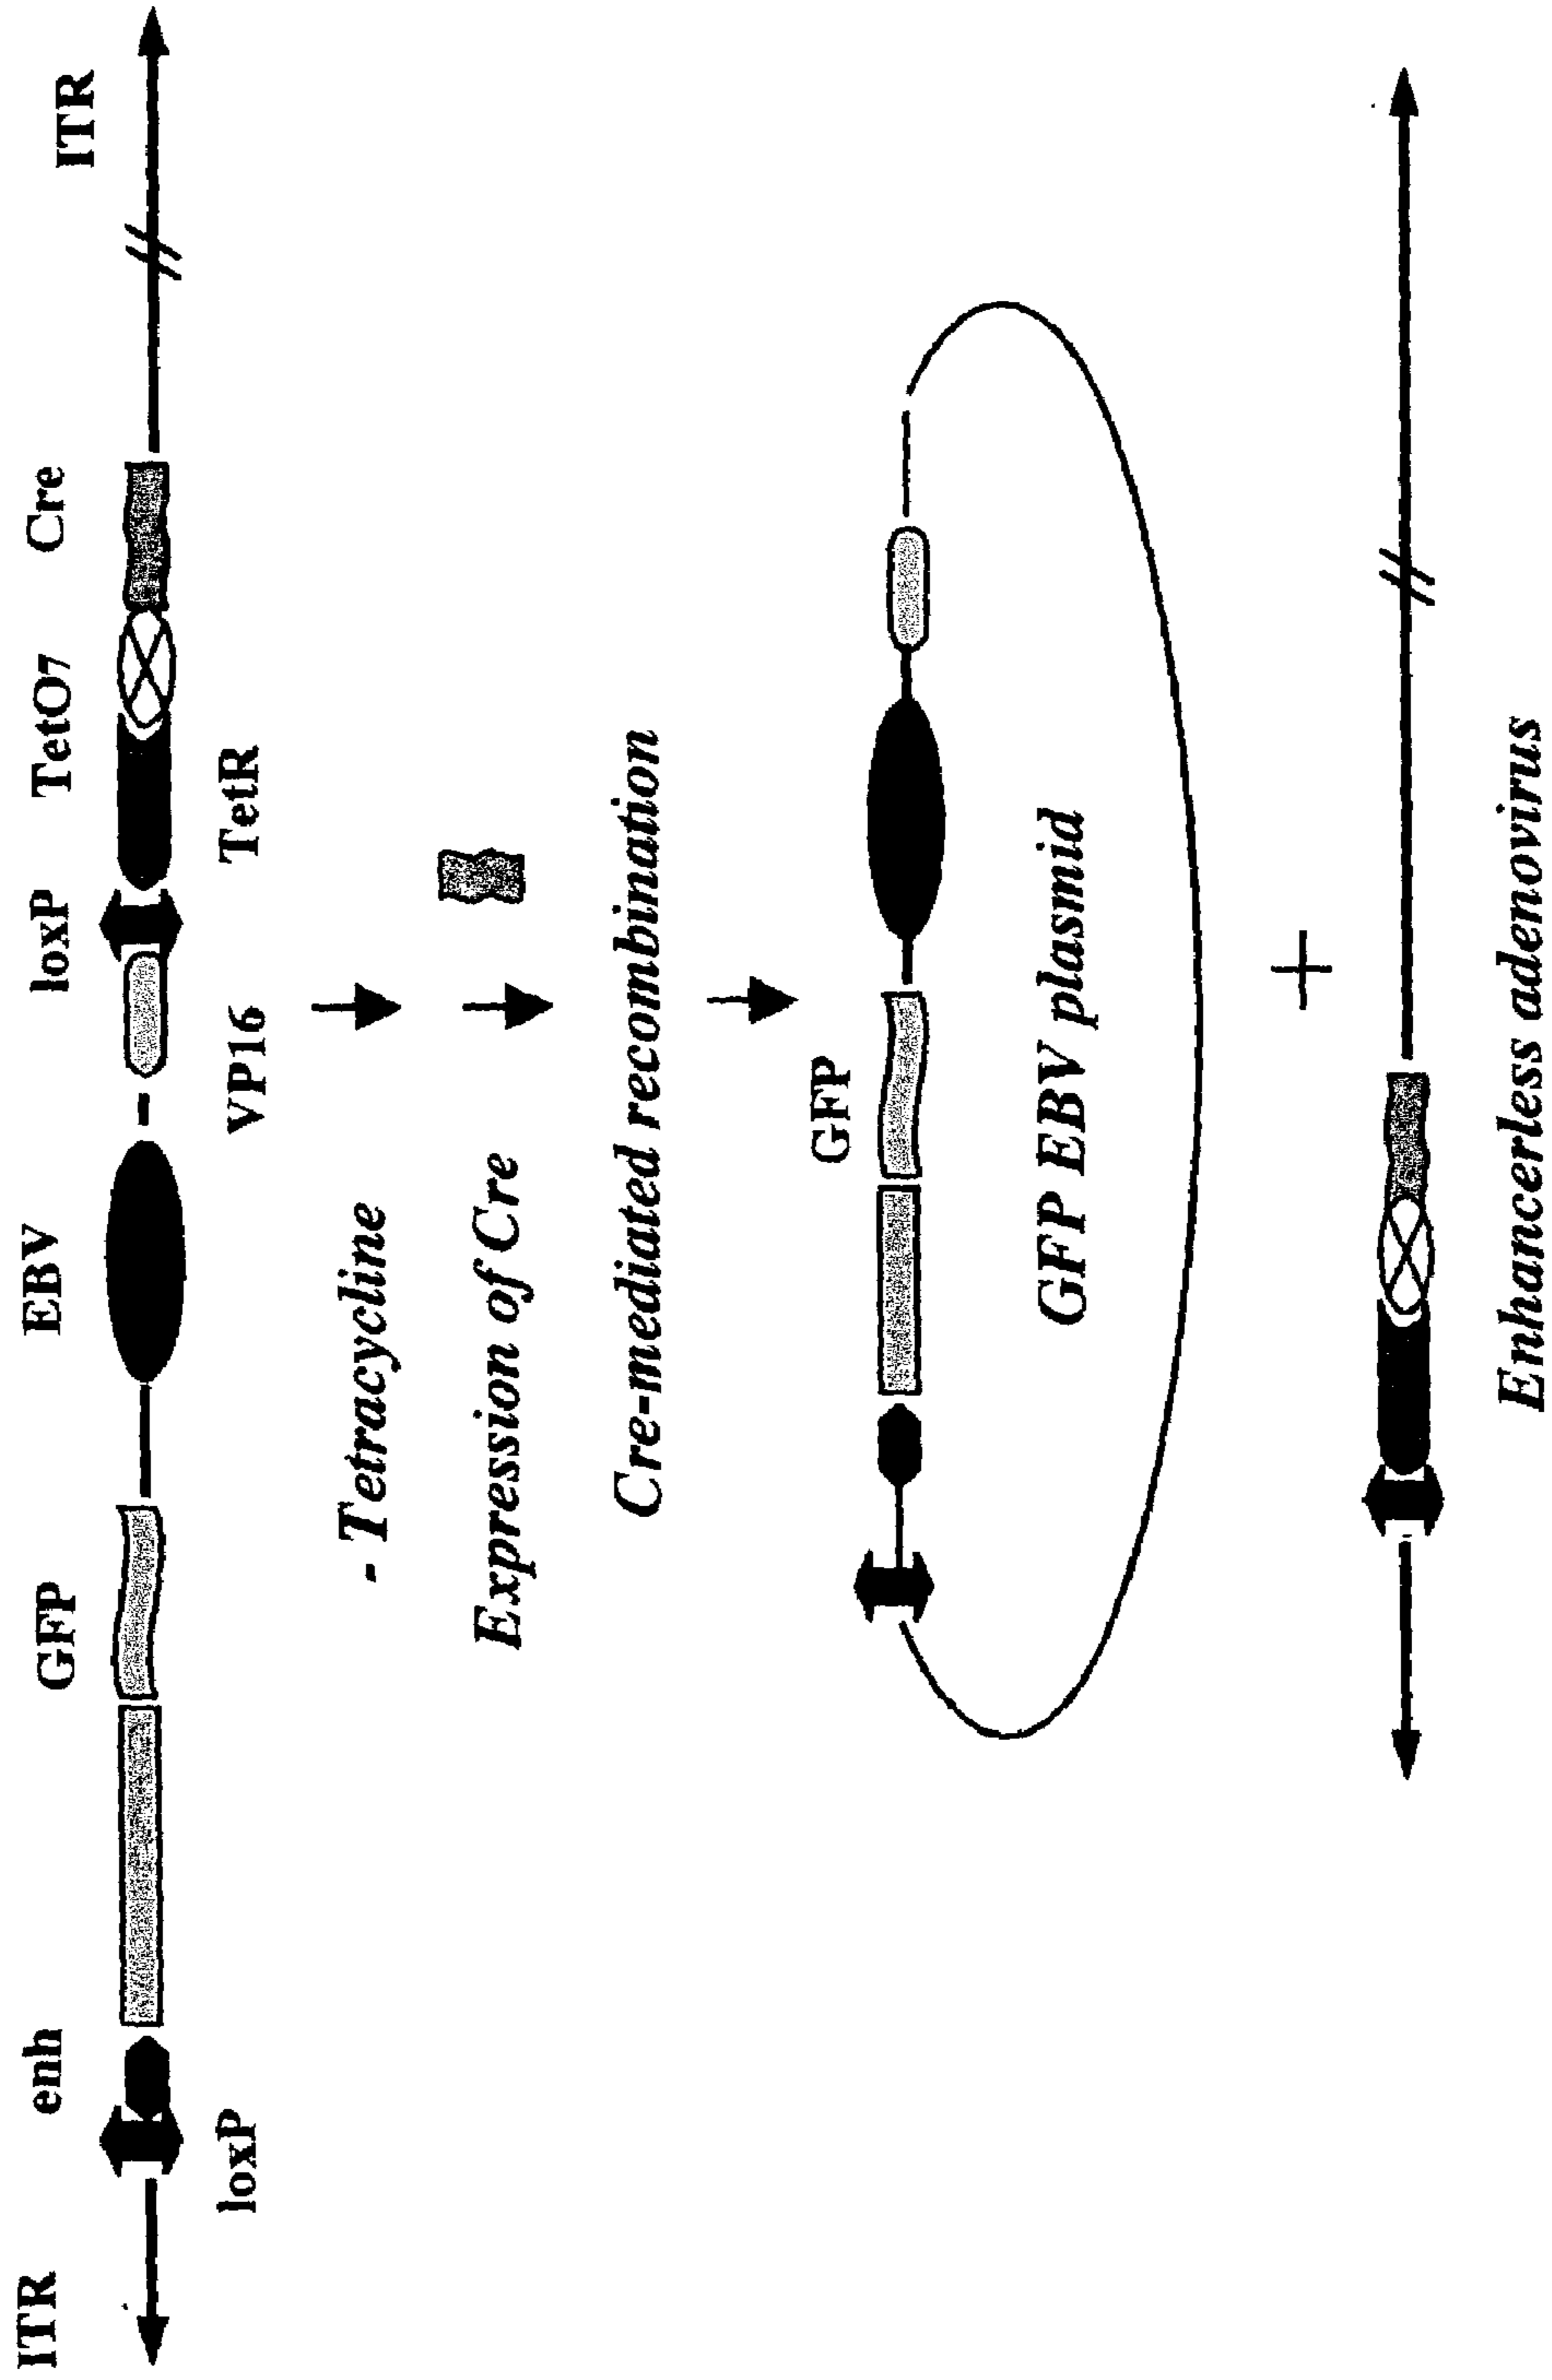 ITR enh GFP EBV loxP TetO7 Cre ITR
loxP VP16 TetR
- Tetracycline
Expression of Cre
Cre-mediated recombination
GFP
GFP EBV plasmid
+
Enhancerless adenovirus